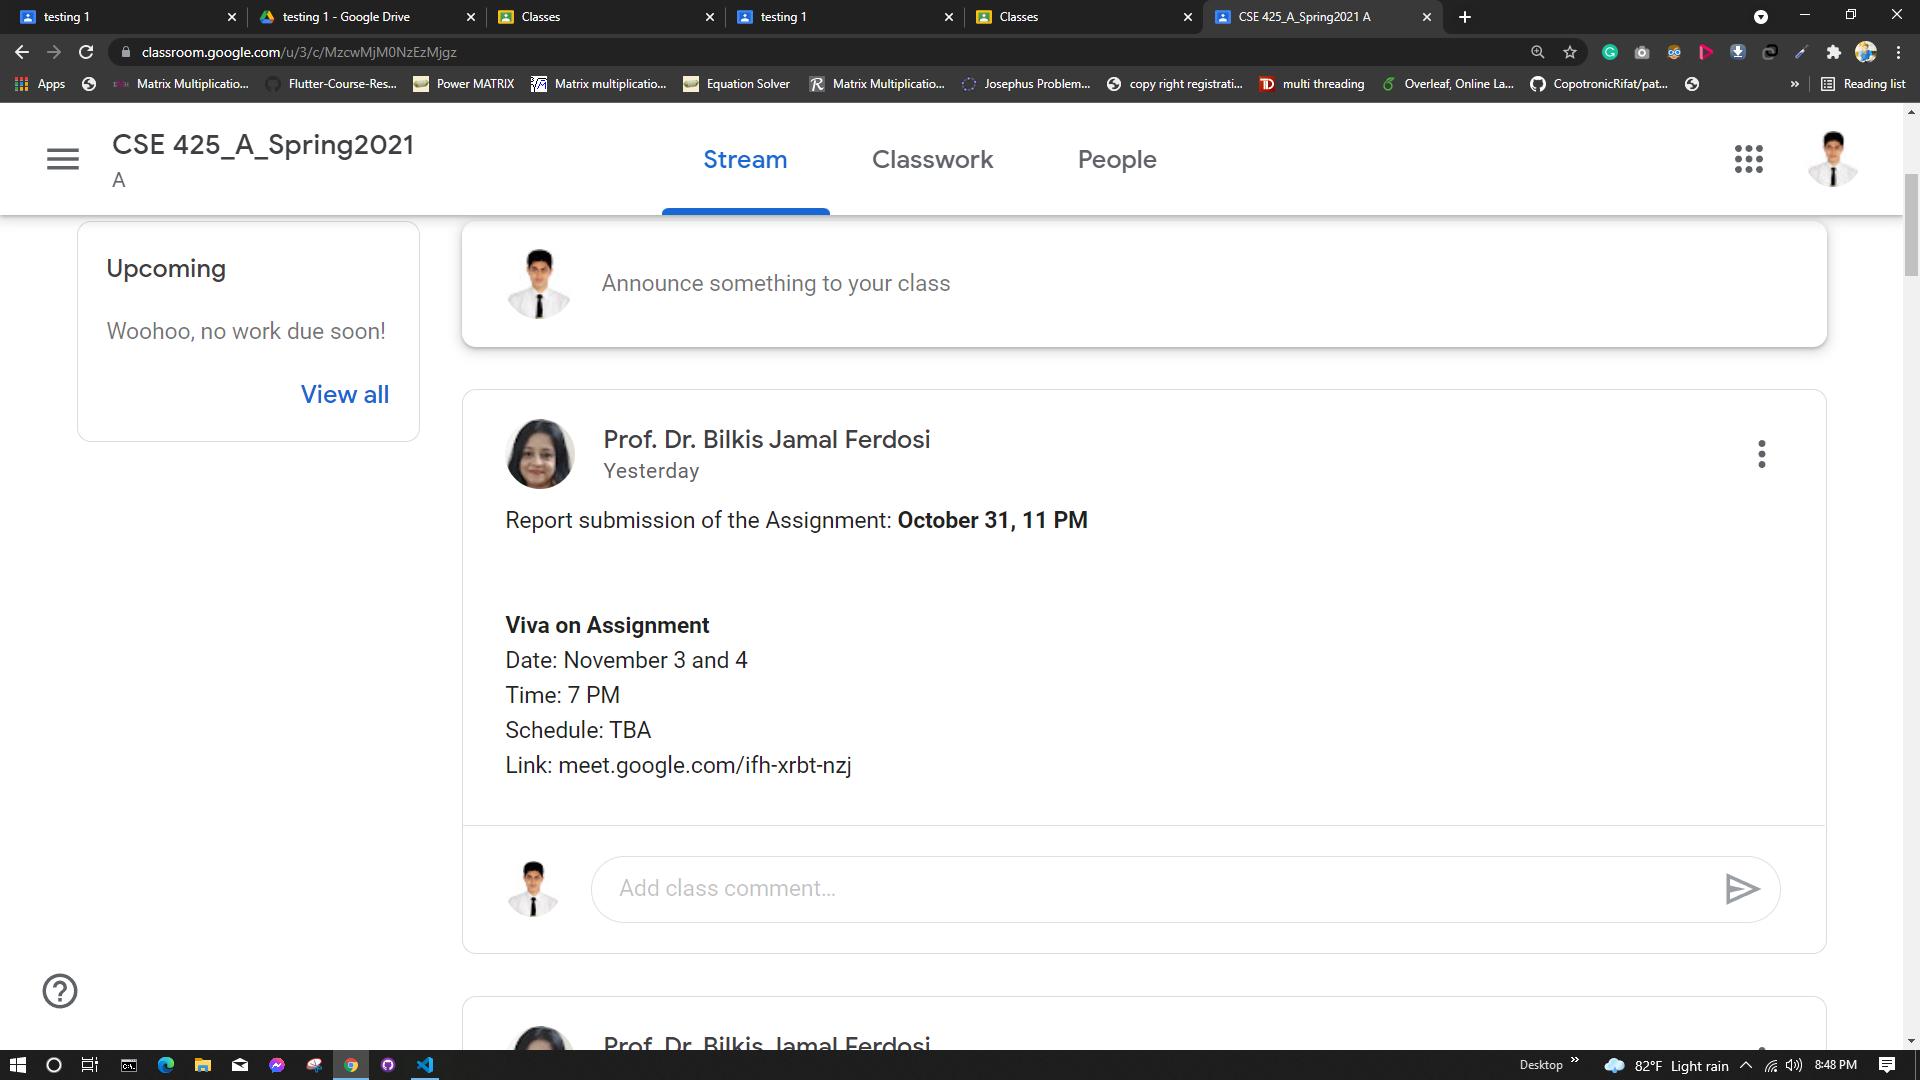 testing 1
testing 1 - Google Drive
Classes
testing 1
Classes
CSE 425_A_Spring2021 A
classroom.google.com/u/3/c/MzcwMjM0NzEzMjgz
Apps
Matrix Multiplicatio...
Flutter-Course-Res...
Power MATRIX
Matrix multiplicatio...
Equation Solver
Matrix Multiplicatio...
Josephus Problem...
copy right registrati...
multi threading
Overleaf, Online La...
CopotronicRifat/pat...
»
Reading list
CSE 425_A_Spring2021
A
Stream
Classwork
People
Upcoming
Woohoo, no work due soon!
View all
Announce something to your class
Prof. Dr. Bilkis Jamal Ferdosi
Yesterday
Report submission of the Assignment: October 31, 11 PM
Viva on Assignment
Date: November 3 and 4
Time: 7 PM
Schedule: TBA
Link: meet.google.com/ifh-xrbt-nzj
Add class comment...
Prof. Dr. Bilkis Jamal Ferdosi
Desktop
»
82°F Light rain
8:48 PM